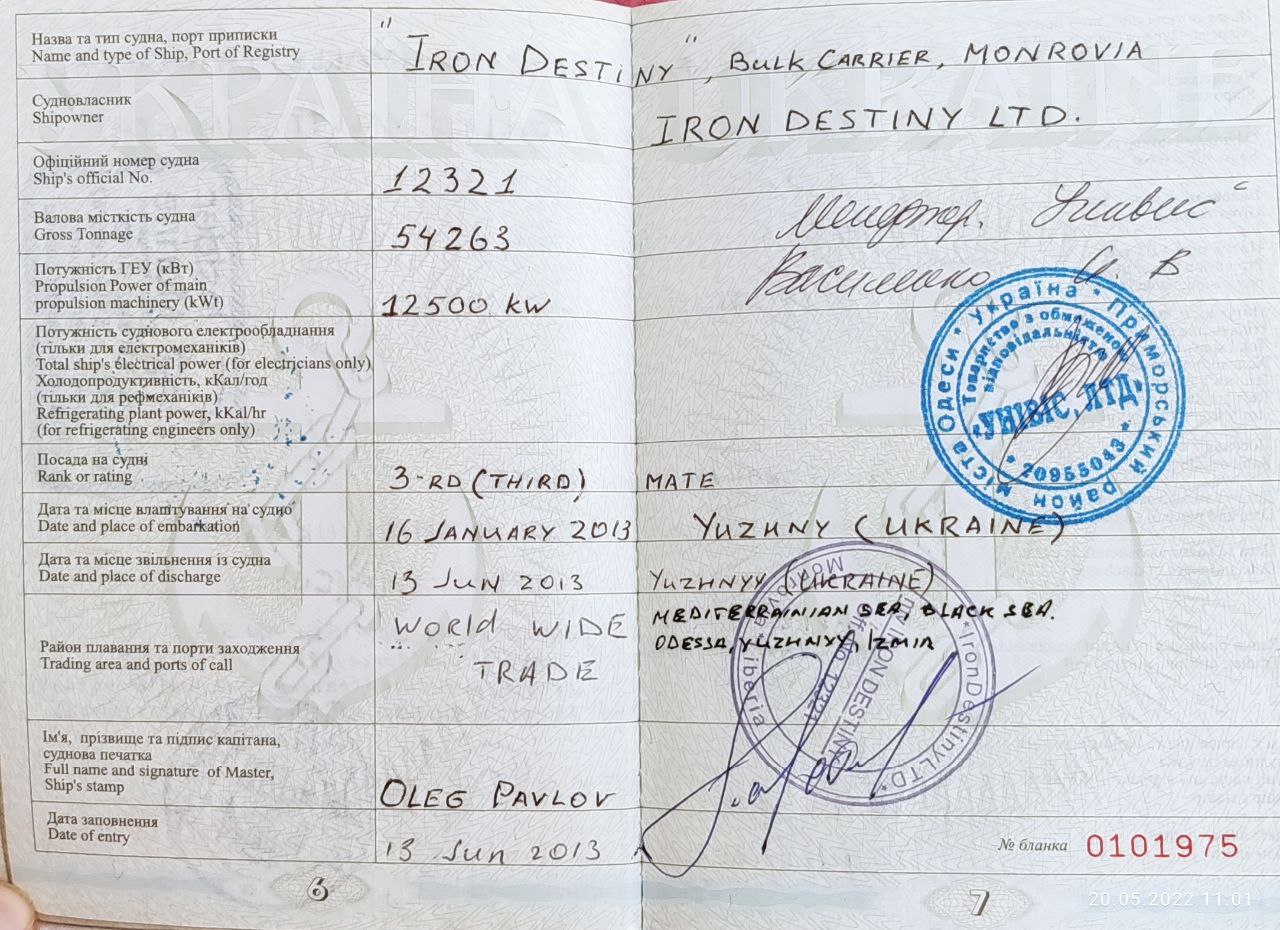 Назва та тип судна, порт приписки
Name and type of Ship, Port of Registry
"IRON DESTINY", BULK CARRIER, MONROVIA
Судновласник
Shipowner
IRON DESTINY LTD.
Офіційний номер судна
Ship's official No.
12321
Валова місткість судна
Gross Tonnage
54263
Менеджер. Унівис
Василенко
Потужність ГЕУ (кВт)
Propulsion Power of main
propulsion machinery (kWt)
12500 kw
Потужність суднового електрообладнання
(тільки для електромеханіків)
Total ship's electrical power (for electricians only)
Холодопродуктивність, кКал/год
(тільки для рефмеханіків)
Refrigerating plant power, kKal/hr
(for refrigerating engineers only)
* Україна * Приморський район міста Одеси
Товариство з обмеженою
відповідальністю
«УНІВІС, ЛТД»
* 20955043 *
Посада на судні
Rank or rating
3-RD (THIRD) MATE
Дата та місце влаштування на судно
Date and place of embarkation
16 JANUARY 2013 YUZHNY (UKRAINE)
Дата та місце звільнення із судна
Date and place of discharge
13 Jun 2013 YUZHNYY (UKRAINE)
Район плавання та порти заходження
Trading area and ports of call
WORld WIDE
TRADE
MEDITERRAINIAN SEA, BLACK SEA.
ODESSA, YUZHNYY, IZMIR
*IronDestinyLTD*
Monrovia Liberia
IRON DESTINY
No 12321
Ім'я, прізвище та підпис капітана,
суднова печатка
Full name and signature of Master,
Ship's stamp
OLEG PAVLOV
Дата заповнення
Date of entry
13 Jun 2013
№ бланка 0101975
6
7
20.05.2022 11:01